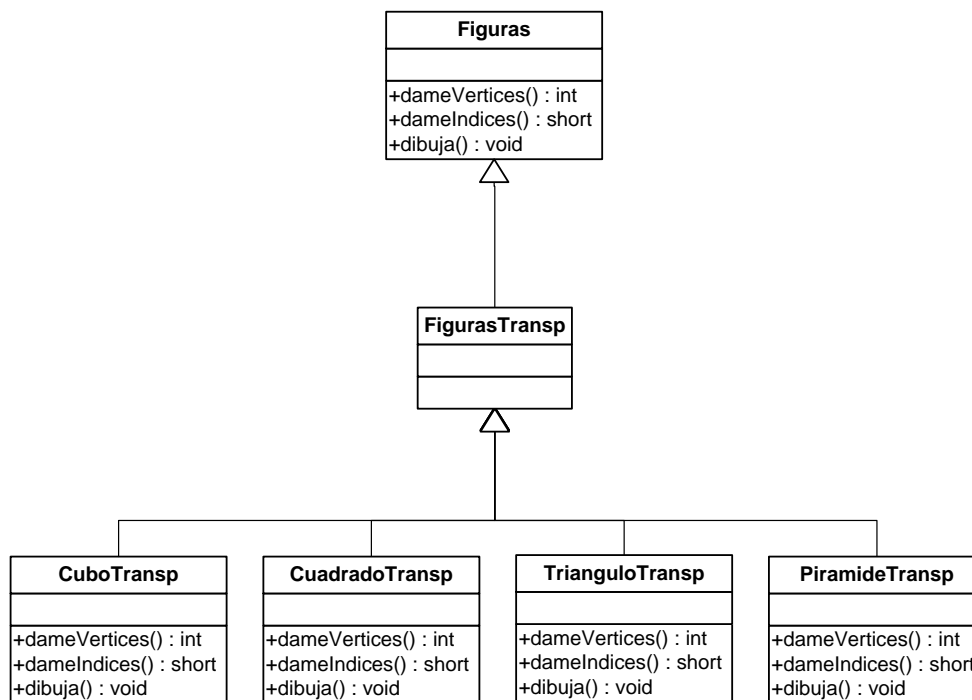 Figuras
+dameVertices() : int
+dameIndices() : short
+dibuja() : void
FigurasTransp
CuboTransp
+dameVertices() : int
+dameIndices() : short
+dibuja() : void
CuadradoTransp
+dameVertices() : int
+dameIndices() : short
+dibuja() : void
TrianguloTransp
+dameVertices() : int
+dameIndices() : short
+dibuja() : void
PiramideTransp
+dameVertices() : int
+dameIndices() : short
+dibuja() : void